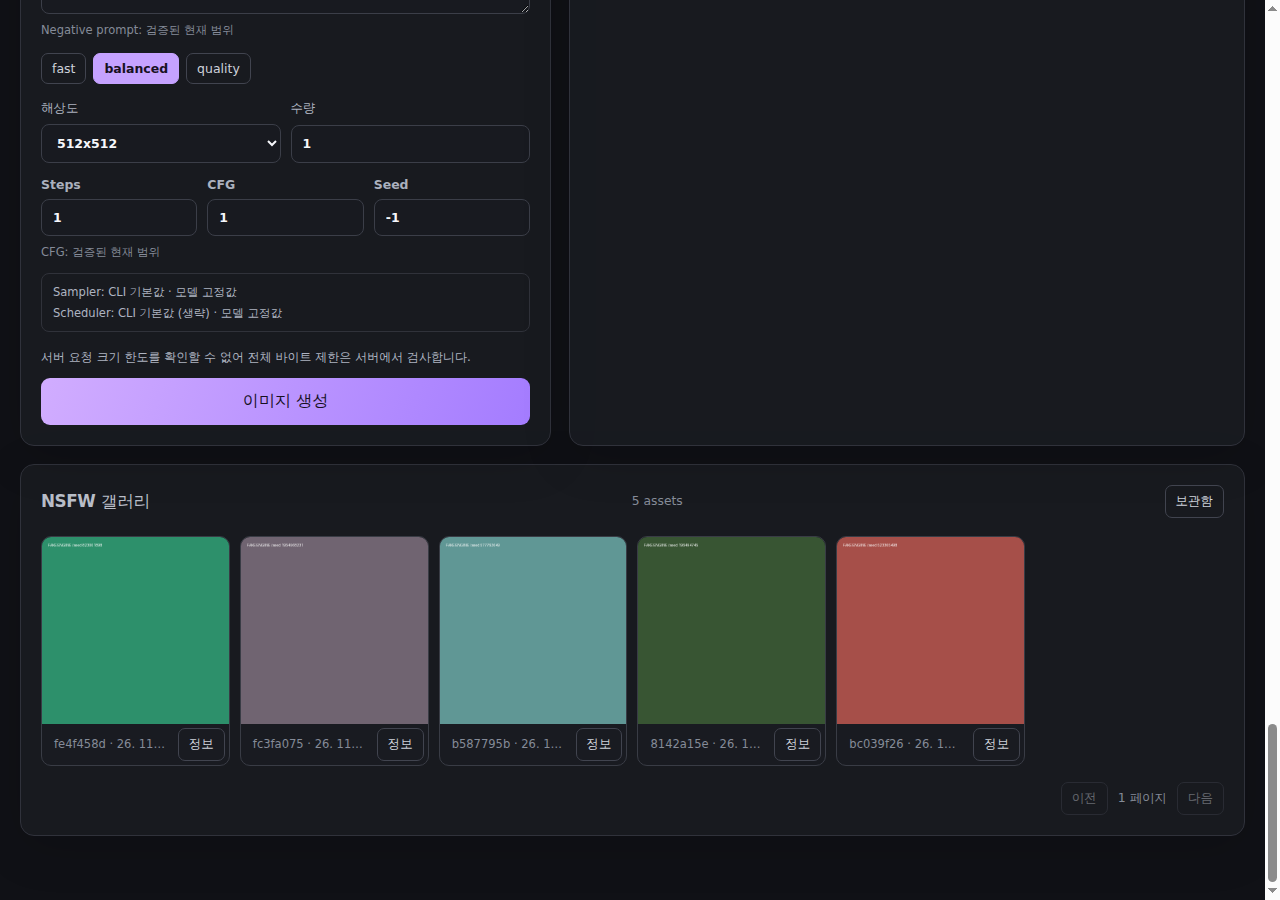 Negative prompt: 검증된 현재 범위
fast
balanced
quality
해상도
수량
512x512
1
Steps
CFG
Seed
1
1
-1
CFG: 검증된 현재 범위
Sampler: CLI 기본값 · 모델 고정값
Scheduler: CLI 기본값 (생략) · 모델 고정값
서버 요청 크기 한도를 확인할 수 없어 전체 바이트 제한은 서버에서 검사합니다.
이미지 생성
NSFW 갤러리
5 assets
보관함
fe4f458d · 26. 11...
정보
fc3fa075 · 26. 11...
정보
b587795b · 26. 1...
정보
8142a15e · 26. 1...
정보
bc039f26 · 26. 1...
정보
이전
1 페이지
다음